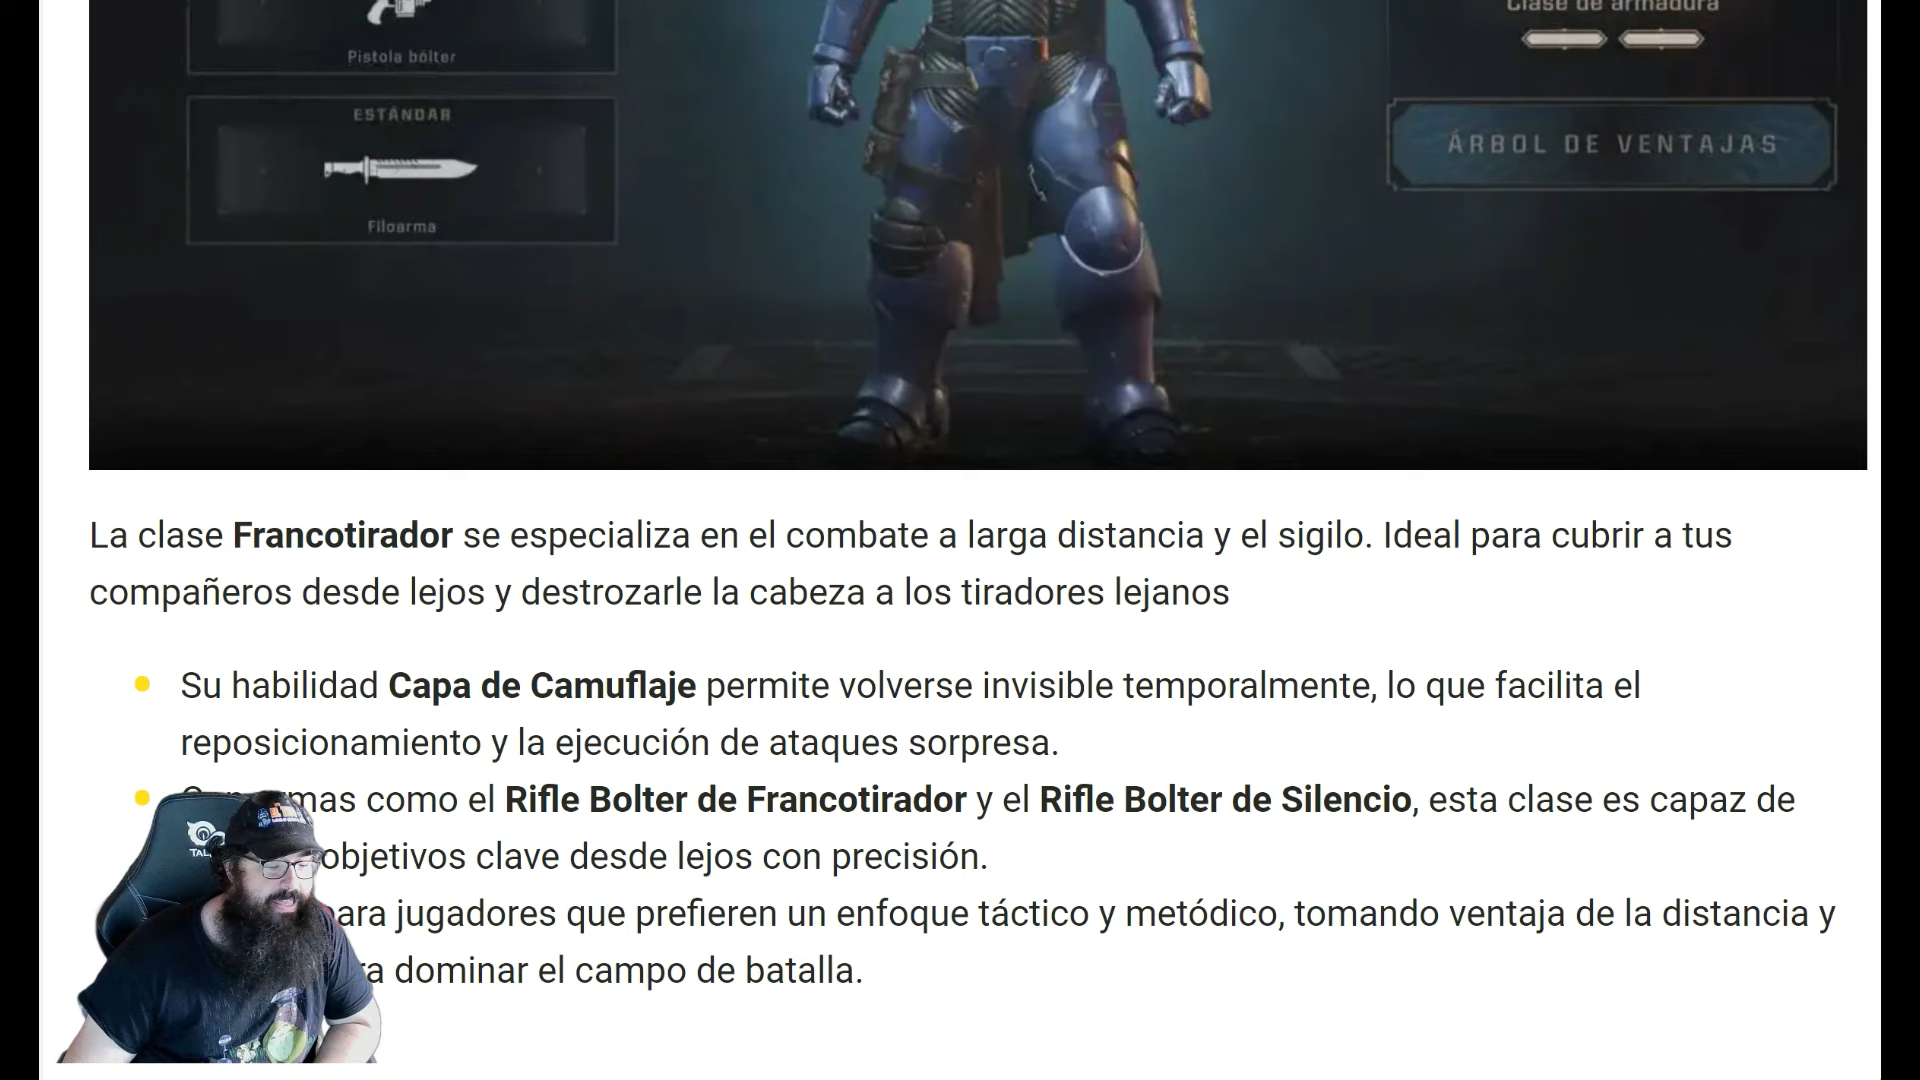 Clase de armadura
Pistola bólter
ESTÁNDAR
ÁRBOL DE VENTAJAS
Filoarma
La clase Francotirador se especializa en el combate a larga distancia y el sigilo. Ideal para cubrir a tus
compañeros desde lejos y destrozarle la cabeza a los tiradores lejanos
Su habilidad Capa de Camuflaje permite volverse invisible temporalmente, lo que facilita el
reposicionamiento y la ejecución de ataques sorpresa.
como el Rifle Bolter de Francotirador y el Rifle Bolter de Silencio, esta clase es capaz de
objetivos clave desde lejos con precisión.
jugadores que prefieren un enfoque táctico y metódico, tomando ventaja de la distancia y
dominar el campo de batalla.